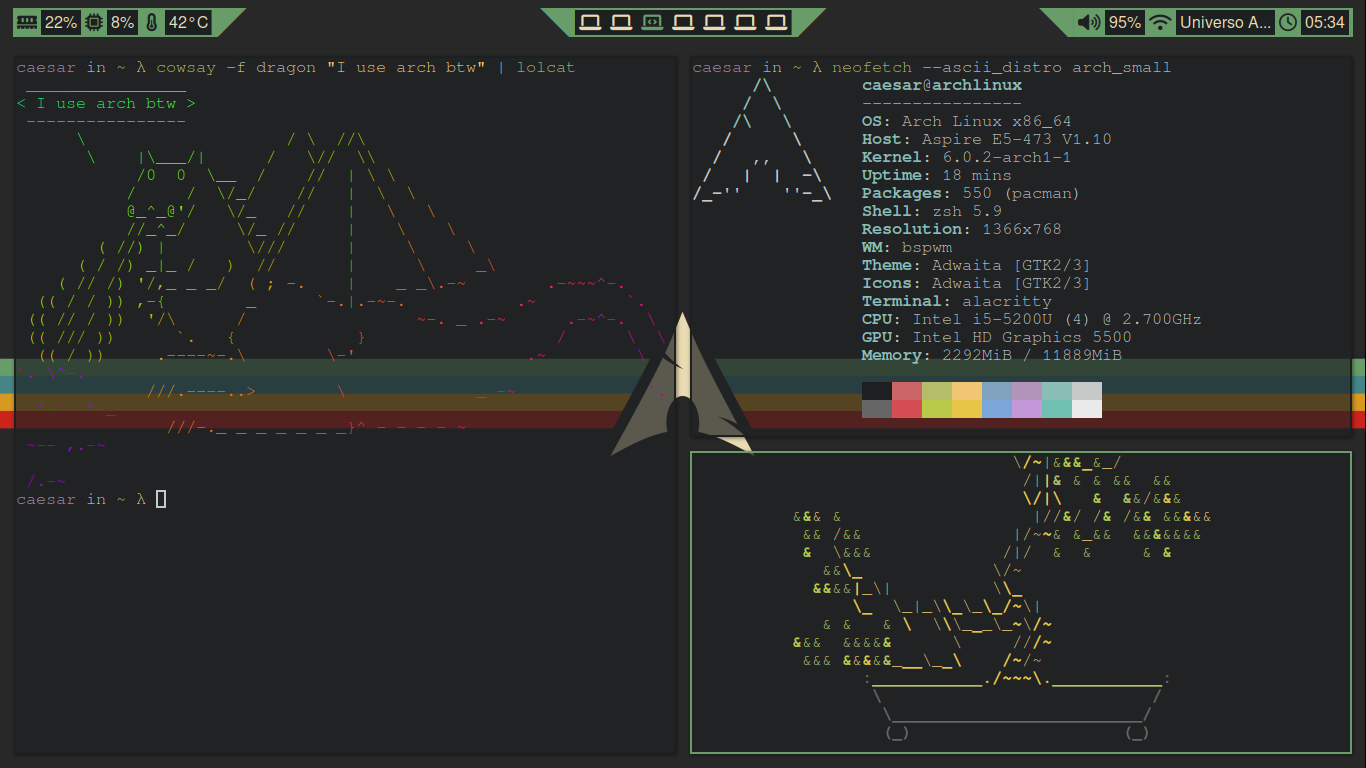 22% 8% 42°C
95% Universo A... 05:34
caesar in ~ λ cowsay -f dragon "I use arch btw" | lolcat
< I use arch btw >
caesar in ~ λ
caesar in ~ λ neofetch --ascii_distro arch_small
caesar@archlinux
----------------
OS: Arch Linux x86_64
Host: Aspire E5-473 V1.10
Kernel: 6.0.2-arch1-1
Uptime: 18 mins
Packages: 550 (pacman)
Shell: zsh 5.9
Resolution: 1366x768
WM: bspwm
Theme: Adwaita [GTK2/3]
Icons: Adwaita [GTK2/3]
Terminal: alacritty
CPU: Intel i5-5200U (4) @ 2.700GHz
GPU: Intel HD Graphics 5500
Memory: 2292MiB / 11889MiB